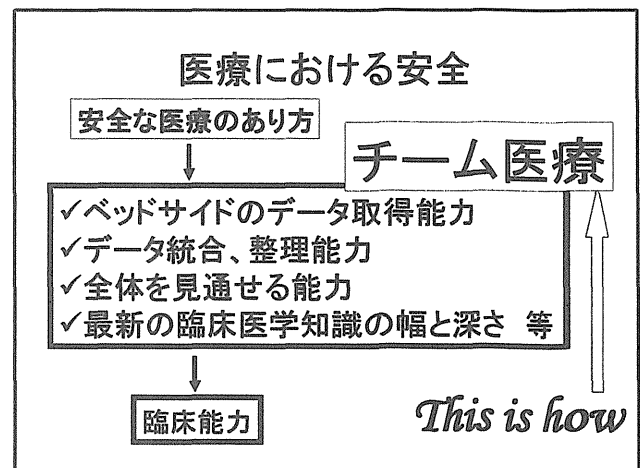 医療における安全
安全な医療のあり方
チーム医療
✓ベッドサイドのデータ取得能力
✓データ統合、整理能力
✓全体を見通せる能力
✓最新の臨床医学知識の幅と深さ 等
臨床能力
This is how